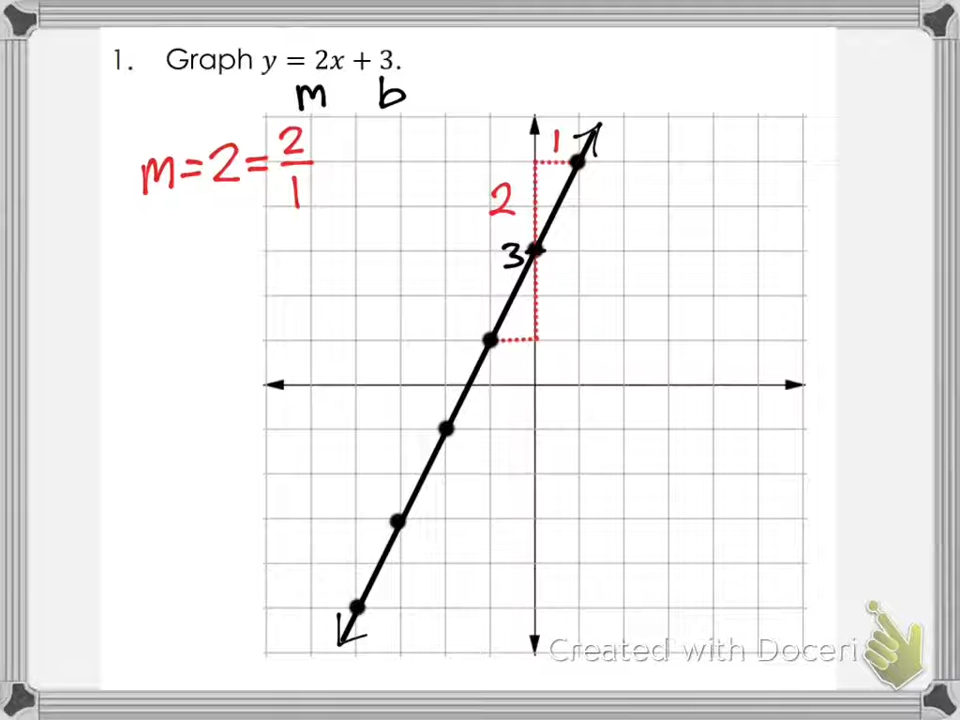 1. Graph y = 2x + 3.
m b
m=2=2/1
1
2
3
Created with Doceri